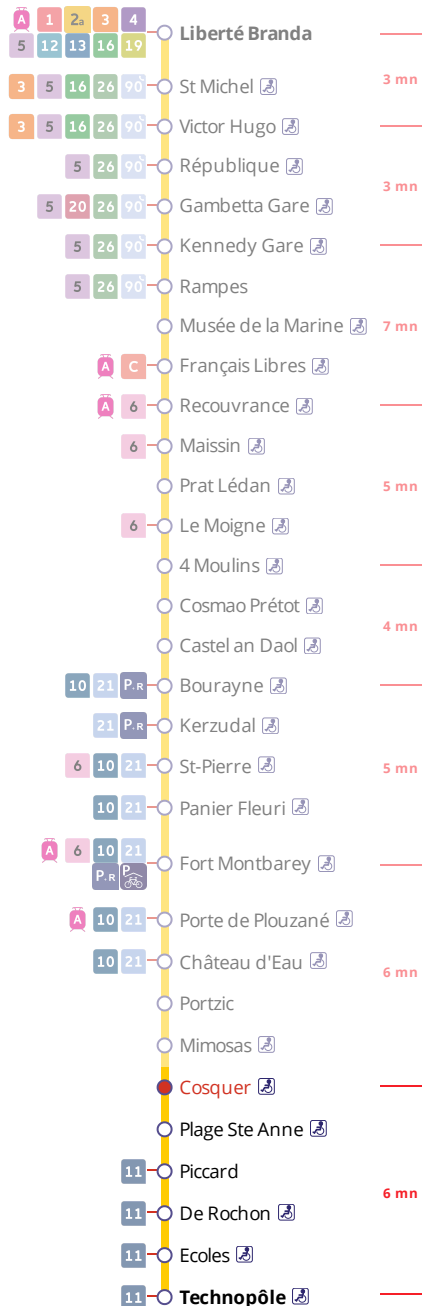 A 1 2a 3 4
5 12 13 16 19 Liberté Branda
3 mn
3 5 16 26 90 St Michel
3 5 16 26 90 Victor Hugo
5 26 90 République
3 mn
5 20 26 90 Gambetta Gare
5 26 90 Kennedy Gare
5 26 90 Rampes
Musée de la Marine 7 mn
A C Français Libres
A 6 Recouvrance
6 Maissin
Prat Lédan 5 mn
6 Le Moigne
4 Moulins
Cosmao Prétot
4 mn
Castel an Daol
10 21 P+R Bourayne
21 P+R Kerzudal
6 10 21 St-Pierre 5 mn
10 21 Panier Fleuri
A 6 10 21
P+R P Fort Montbarey
A 10 21 Porte de Plouzané
10 21 Château d'Eau
6 mn
Portzic
Mimosas
Cosquer
Plage Ste Anne
11 Piccard
6 mn
11 De Rochon
11 Ecoles
11 Technopôle